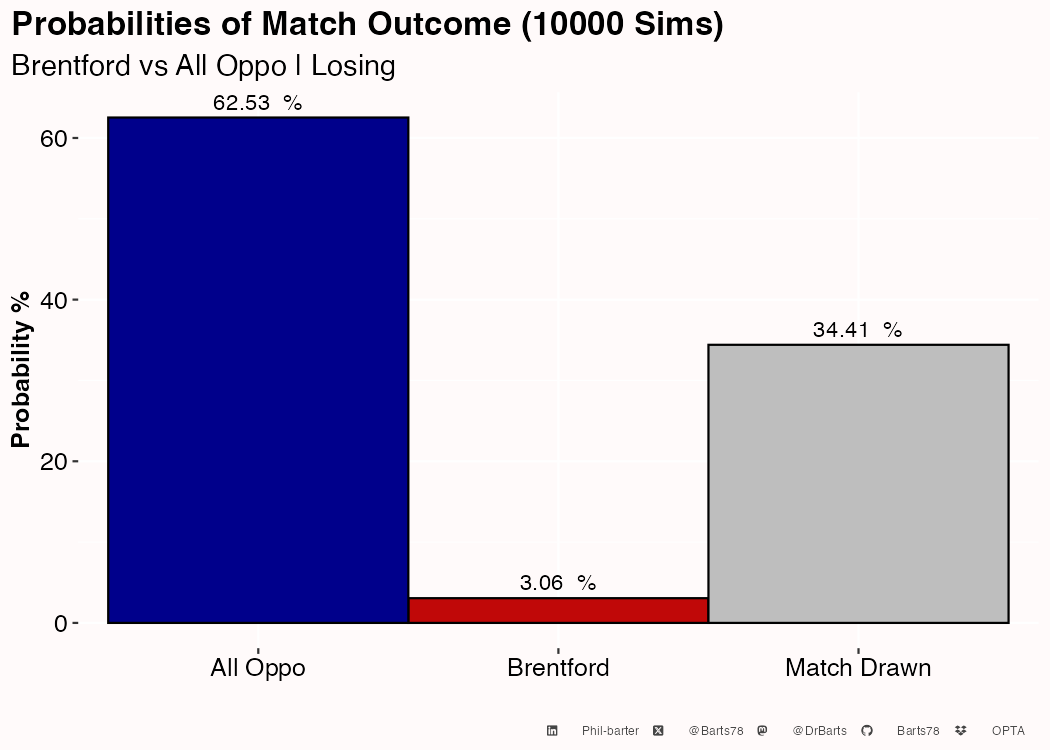 Probabilities of Match Outcome (10000 Sims)
Brentford vs All Oppo | Losing
62.53 %
60
Probability %
40
34.41 %
20
3.06 %
0
All Oppo Brentford Match Drawn
Phil-barter @Barts78 @DrBarts Barts78 OPTA